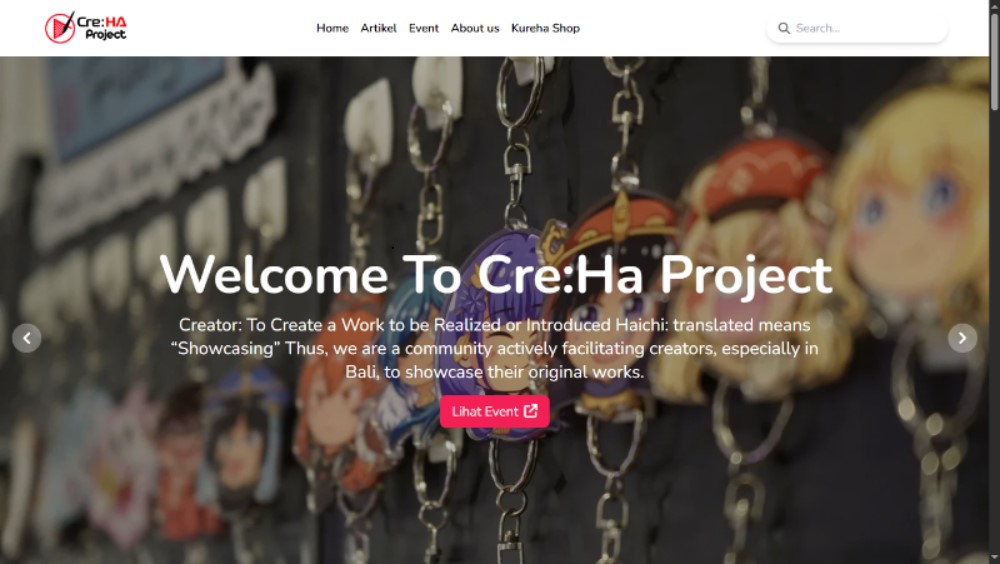 Cre:HA
Project
Home Artikel Event About us Kureha Shop
Search...
Welcome To Cre:Ha Project
Creator: To Create a Work to be Realized or Introduced Haichi: translated means
“Showcasing” Thus, we are a community actively facilitating creators, especially in
Bali, to showcase their original works.
Lihat Event